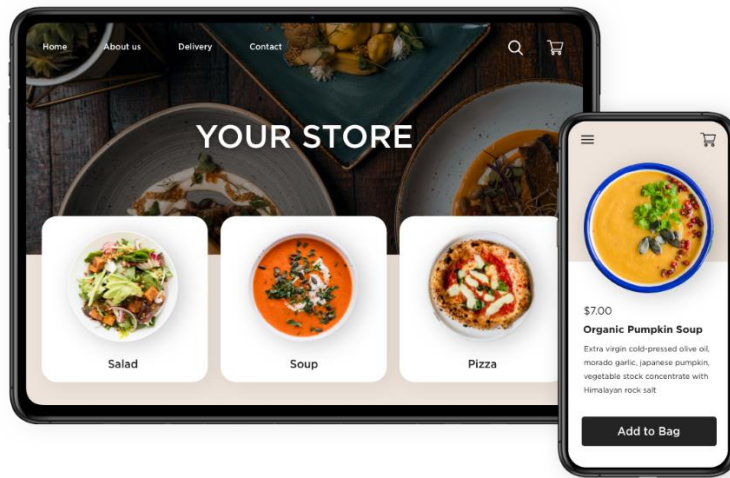 Home About us Delivery Contact
YOUR STORE
Salad Soup Pizza
$7.00
Organic Pumpkin Soup
Extra virgin cold-pressed olive oil,
morado garlic, japanese pumpkin,
vegetable stock concentrate with
Himalayan rock salt
Add to Bag